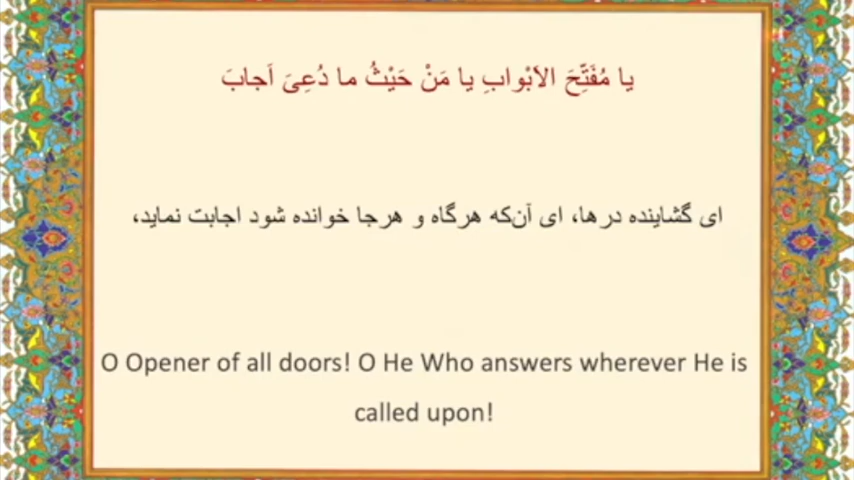 يا مُفَتِّحَ الاَبْوابِ يا مَنْ حَيْثُ ما دُعِىَ اَجابَ
ای گشاینده درها، ای آن‌که هرگاه و هرجا خوانده شود اجابت نماید،
O Opener of all doors! O He Who answers wherever He is
called upon!